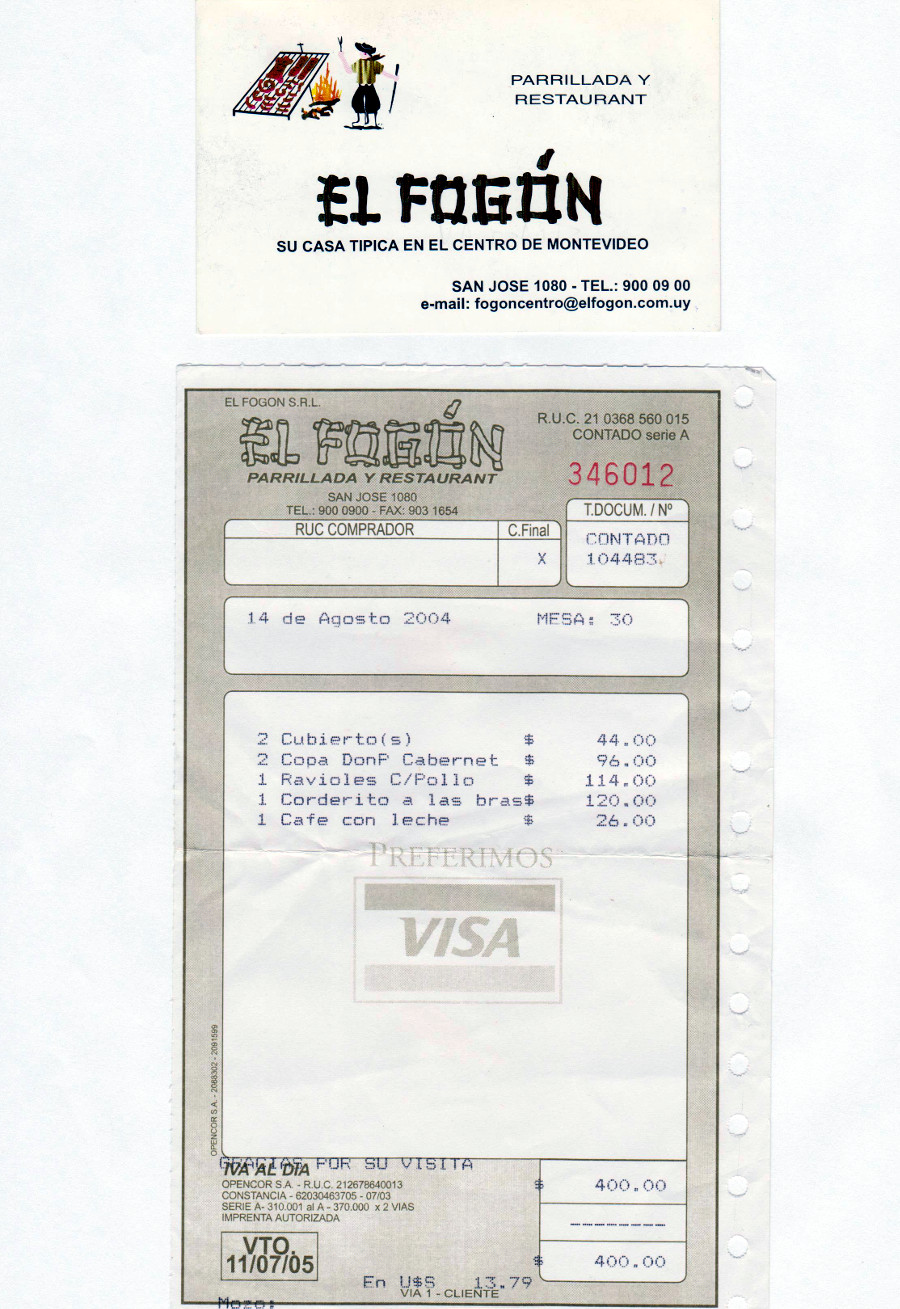 PARRILLADA Y
RESTAURANT
EL FOGÓN
SU CASA TIPICA EN EL CENTRO DE MONTEVIDEO
SAN JOSE 1080 - TEL.: 900 09 00
e-mail: fogoncentro@elfogon.com.uy
EL FOGON S.R.L.
EL FOGÓN
PARRILLADA Y RESTAURANT
SAN JOSE 1080
TEL.: 900 0900 - FAX: 903 1654
R.U.C. 21 0368 560 015
CONTADO serie A
346012
T.DOCUM. / Nº
CONTADO
104483
RUC COMPRADOR
C.Final
X
14 de Agosto 2004 MESA: 30
2 Cubierto(s) $ 44.00
2 Copa DonP Cabernet $ 96.00
1 Ravioles C/Pollo $ 114.00
1 Corderito a las bras$ 120.00
1 Cafe con leche $ 26.00
PREFERIMOS
VISA
OPENCOR S.A. - 2068302 - 2091599
GRACIAS POR SU VISITA
IVA AL DIA
OPENCOR S.A. - R.U.C. 212678640013
CONSTANCIA - 62030463705 - 07/03
SERIE A- 310.001 al A - 370.000 x 2 VIAS
IMPRENTA AUTORIZADA
$ 400.00
-------
$ 400.00
VTO.
11/07/05
En U$S 13.79
VIA 1 - CLIENTE
Mozo: